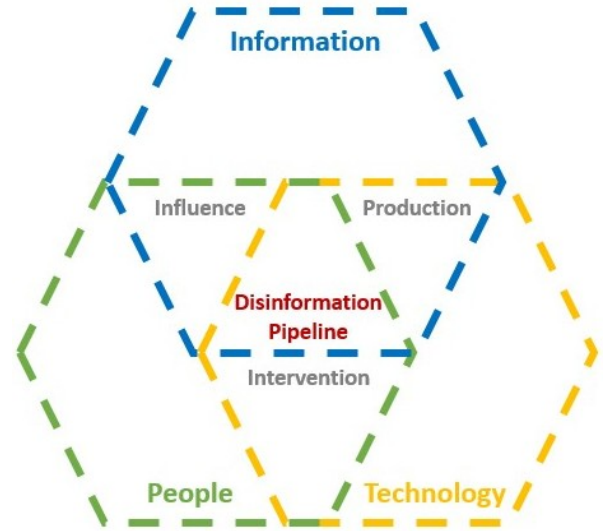 Information
Influence
Production
Disinformation
Pipeline
Intervention
People
Technology